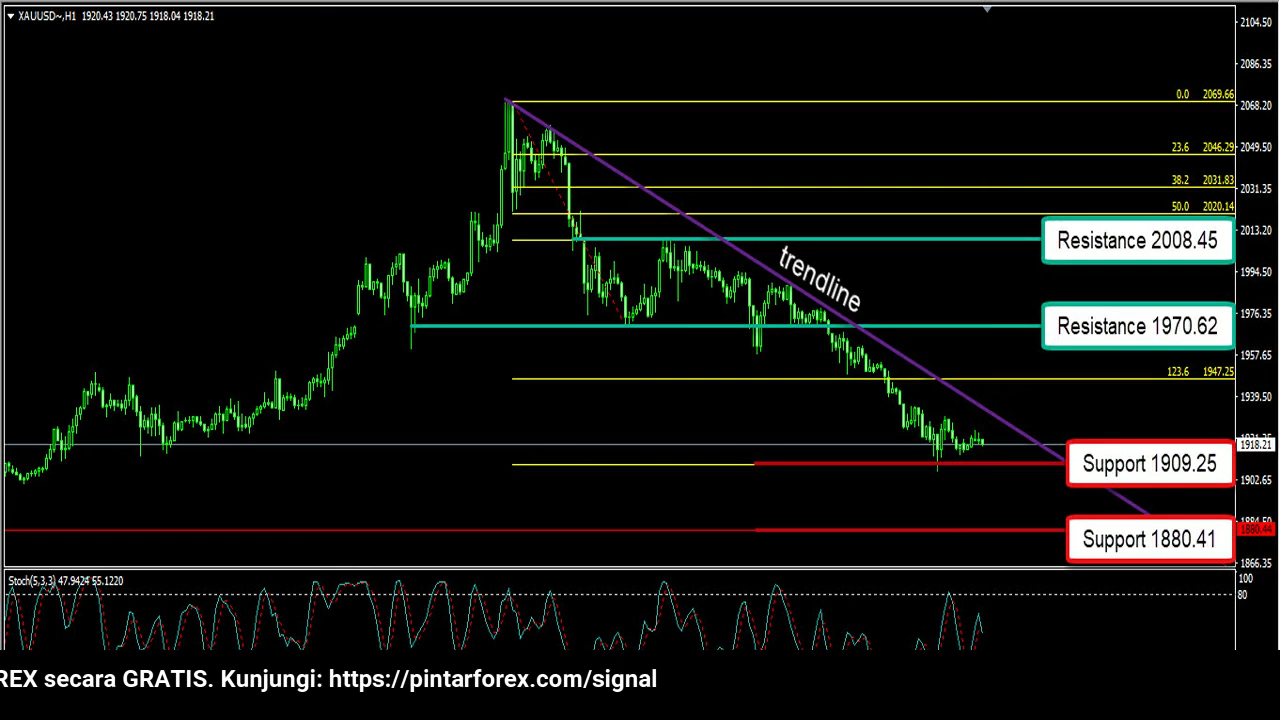 XAUUSD~,H1 1920.43 1920.75 1918.04 1918.21
2104.50
2086.35
0.0 2069.66
2068.20
23.6 2046.29
2049.50
38.2 2031.83
2031.35
50.0 2020.14
2013.20
Resistance 2008.45
trendline
1994.50
1976.35
Resistance 1970.62
1957.65
123.6 1947.25
1939.50
1918.21
Support 1909.25
1902.65
1880.44
Support 1880.41
1866.35
Stoch(5,3,3) 47.9424 55.1220
100
80
REX secara GRATIS. Kunjungi: https://pintarforex.com/signal